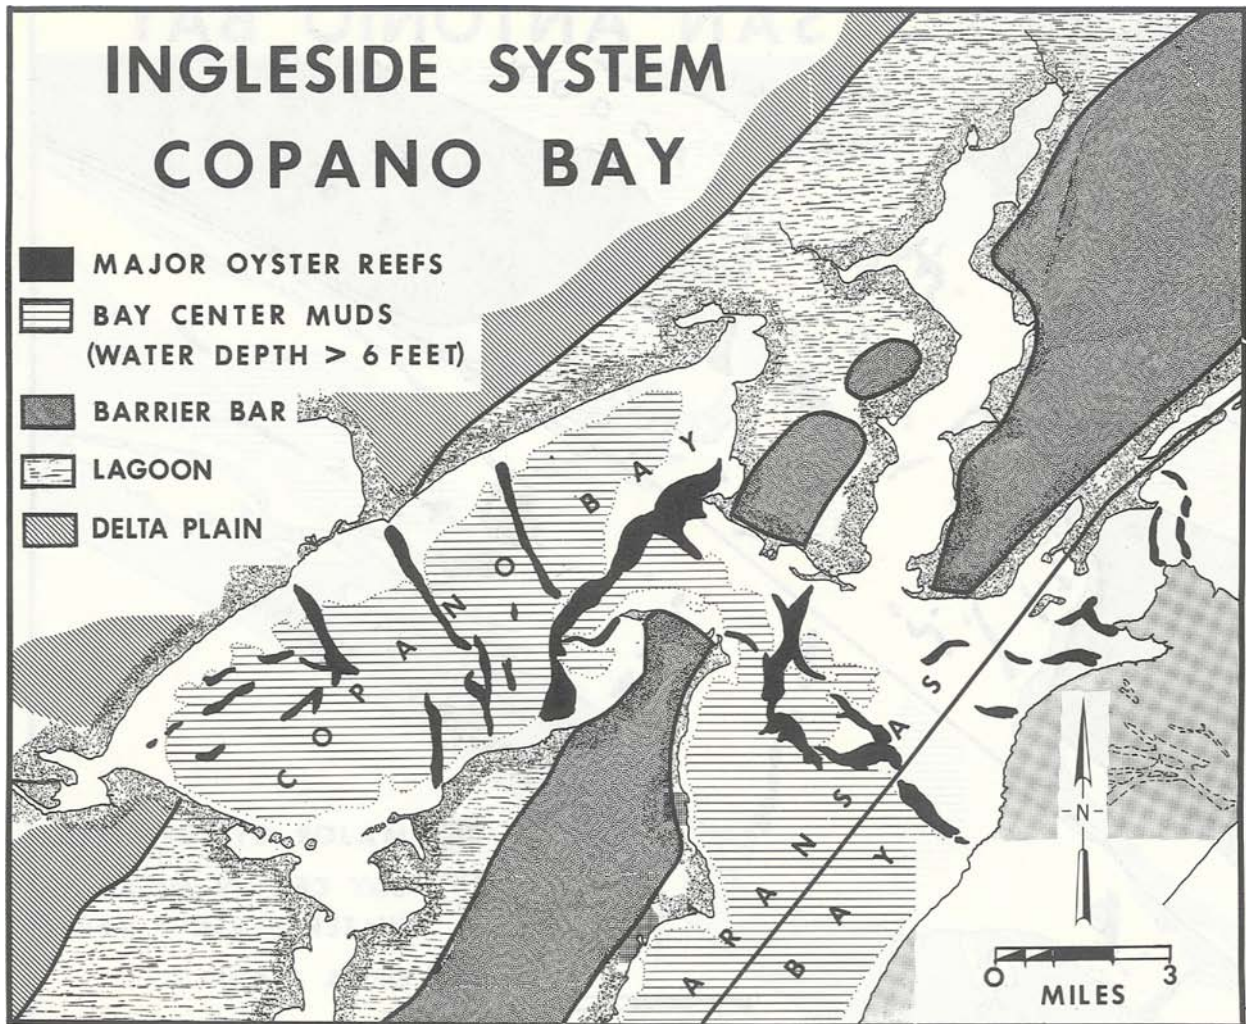 INGLESIDE SYSTEM
COPANO BAY
MAJOR OYSTER REEFS
BAY CENTER MUDS
(WATER DEPTH > 6 FEET)
BARRIER BAR
LAGOON
DELTA PLAIN
COPANO BAY
ARANSAS
BAY
N
0 3
MILES